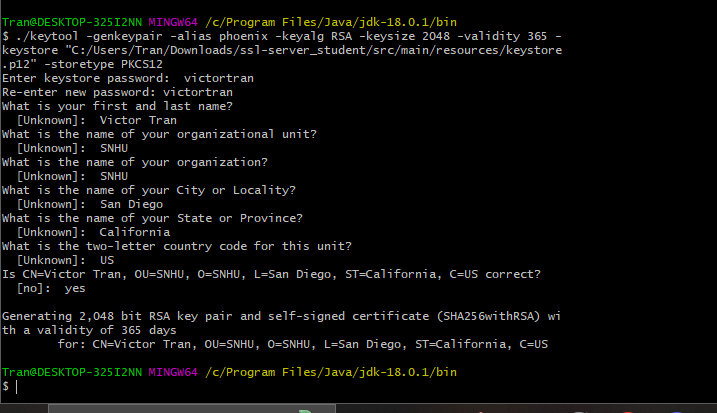 Tran@DESKTOP-325I2NN MINGW64 /c/Program Files/Java/jdk-18.0.1/bin
$ ./keytool -genkeypair -alias phoenix -keyalg RSA -keysize 2048 -validity 365 -
keystore "C:/Users/Tran/Downloads/ssl-server_student/src/main/resources/keystore
.p12" -storetype PKCS12
Enter keystore password:  victortran
Re-enter new password: victortran
What is your first and last name?
  [Unknown]:  Victor Tran
What is the name of your organizational unit?
  [Unknown]:  SNHU
What is the name of your organization?
  [Unknown]:  SNHU
What is the name of your City or Locality?
  [Unknown]:  San Diego
What is the name of your State or Province?
  [Unknown]:  California
What is the two-letter country code for this unit?
  [Unknown]:  US
Is CN=Victor Tran, OU=SNHU, O=SNHU, L=San Diego, ST=California, C=US correct?
  [no]:  yes

Generating 2,048 bit RSA key pair and self-signed certificate (SHA256withRSA) wi
th a validity of 365 days
        for: CN=Victor Tran, OU=SNHU, O=SNHU, L=San Diego, ST=California, C=US

Tran@DESKTOP-325I2NN MINGW64 /c/Program Files/Java/jdk-18.0.1/bin
$